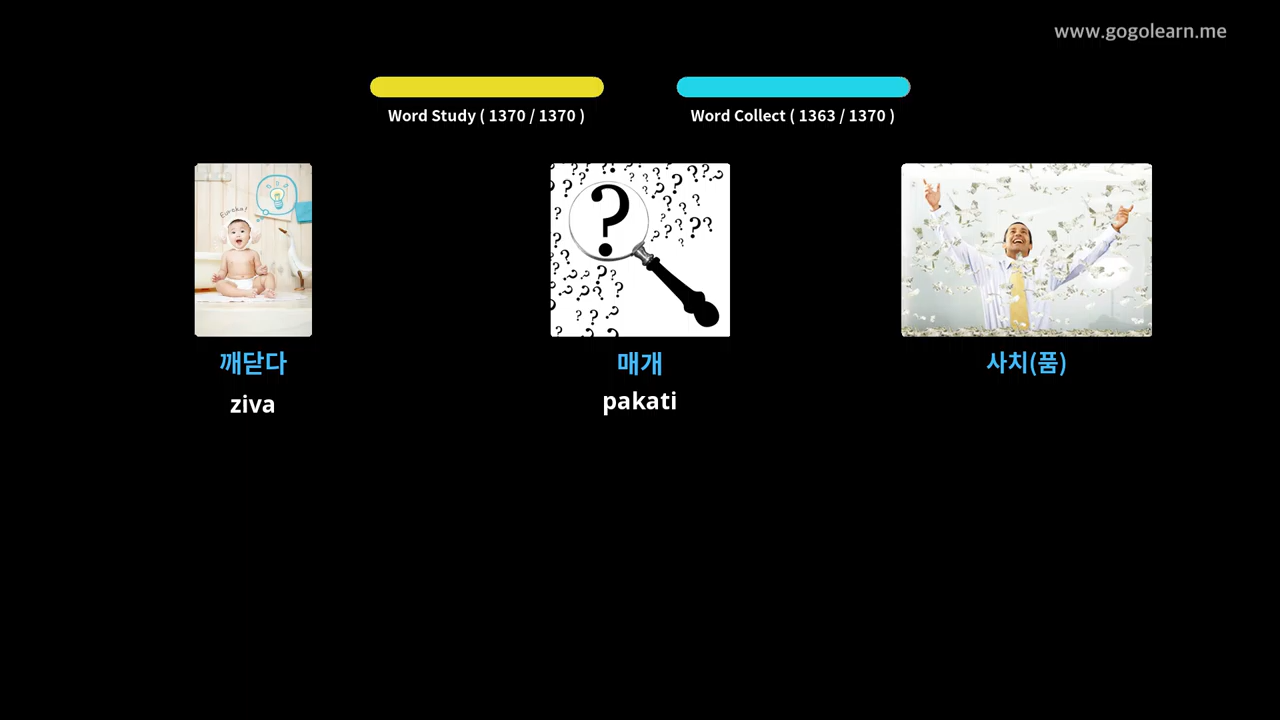 www.gogolearn.me
Word Study ( 1370 / 1370 )
Word Collect ( 1363 / 1370 )
Eureka!
깨닫다
매개
사치(품)
ziva
pakati